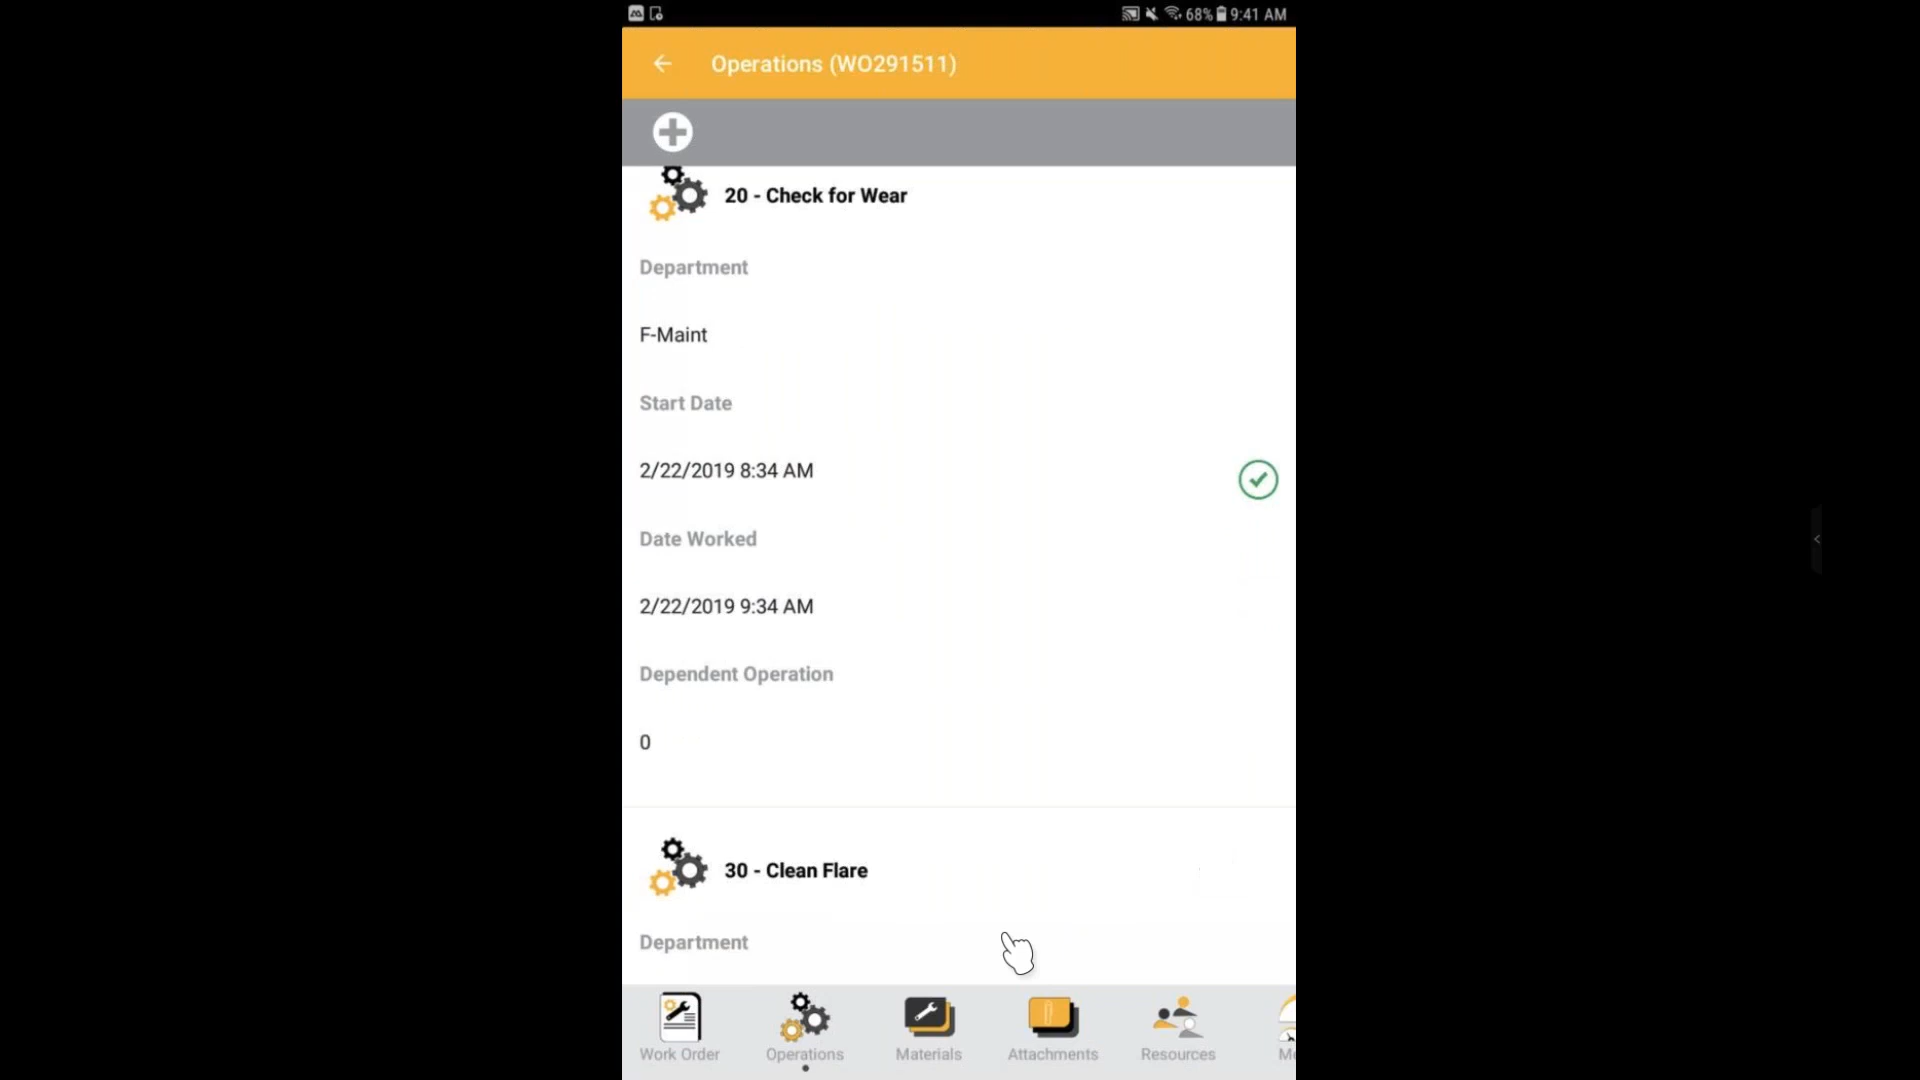 68% 9:41 AM
Operations (WO291511)
20 - Check for Wear
Department
F-Maint
Start Date
2/22/2019 8:34 AM
Date Worked
2/22/2019 9:34 AM
Dependent Operation
0
30 - Clean Flare
Department
Work Order Operations Materials Attachments Resources